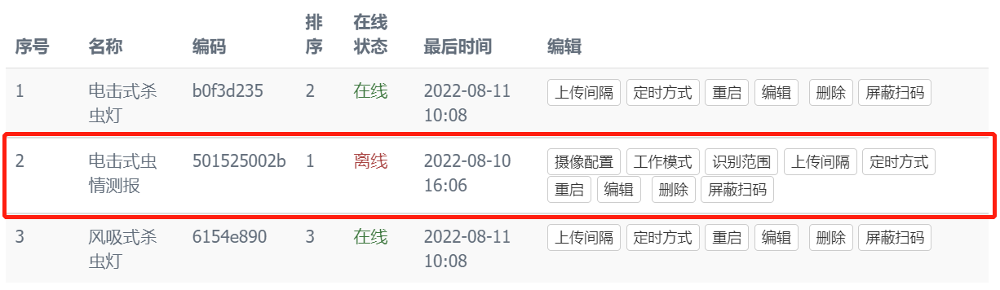 序号 名称 编码 排序 在线状态 最后时间 编辑
1 电击式杀虫灯 b0f3d235 2 在线 2022-08-11 10:08 上传间隔 定时方式 重启 编辑 删除 屏蔽扫码
2 电击式虫情测报 501525002b 1 离线 2022-08-10 16:06 摄像配置 工作模式 识别范围 上传间隔 定时方式
重启 编辑 删除 屏蔽扫码
3 风吸式杀虫灯 6154e890 3 在线 2022-08-11 10:08 上传间隔 定时方式 重启 编辑 删除 屏蔽扫码